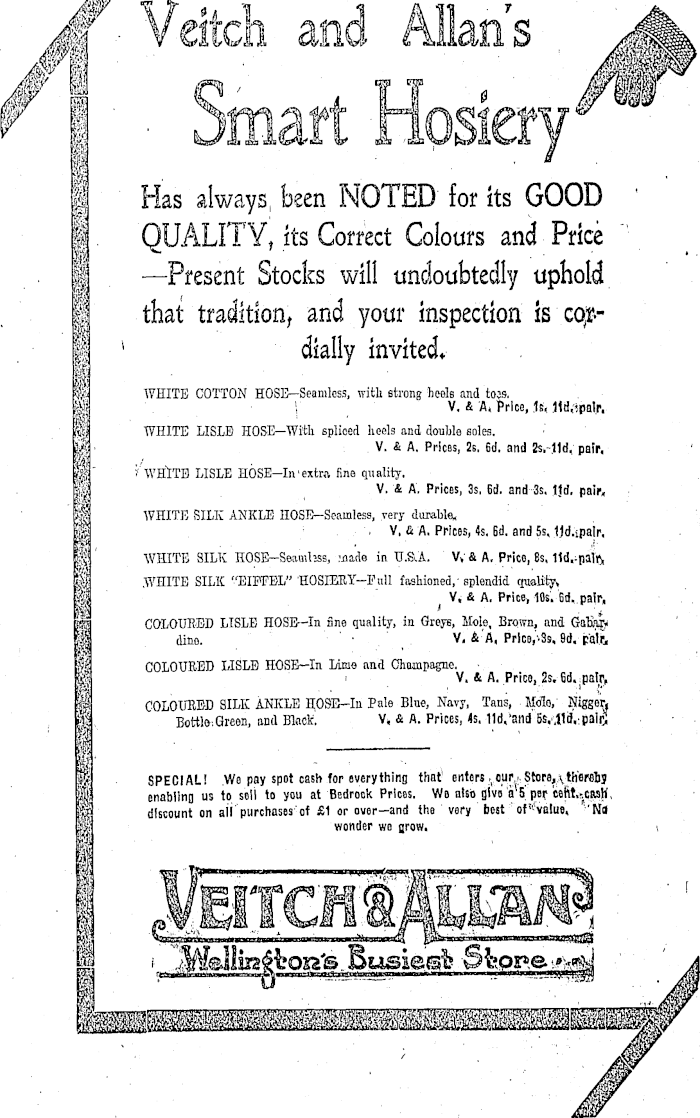 Veitch and Allan's
Smart Hosiery
Has always been NOTED for its GOOD
QUALITY, its Correct Colours and Price
—Present Stocks will undoubtedly uphold
that tradition, and your inspection is cor-
dially invited.
WHITE COTTON HOSE—Seamless, with strong heels and toes.
V. & A. Price, 1s. 11d. pair.
WHITE LISLE HOSE—With spliced heels and double soles.
V. & A. Prices, 2s. 6d. and 2s. 11d. pair.
WHITE LISLE HOSE—In extra fine quality.
V. & A. Prices, 3s. 6d. and 3s. 11d. pair.
WHITE SILK ANKLE HOSE—Seamless, very durable.
V. & A. Prices, 4s. 6d. and 5s. 11d. pair.
WHITE SILK HOSE—Seamless, made in U.S.A. V. & A. Price, 8s. 11d. pair.
WHITE SILK "EIFFEL" HOSIERY—Full fashioned, splendid quality.
V. & A. Price, 10s. 6d. pair.
COLOURED LISLE HOSE—In fine quality, in Greys, Mole, Brown, and Gabar-
dine. V. & A. Price, 3s. 9d. pair.
COLOURED LISLE HOSE—In Lime and Champagne.
V. & A. Price, 2s. 6d. pair.
COLOURED SILK ANKLE HOSE—In Pale Blue, Navy, Tans, Mole, Nigger,
Bottle Green, and Black. V. & A. Prices, 4s. 11d. and 5s. 11d. pair.
SPECIAL! We pay spot cash for everything that enters our Store, thereby
enabling us to sell to you at Bedrock Prices. We also give a 5 per cent. cash
discount on all purchases of £1 or over—and the very best of value. No
wonder we grow.
VEITCH & ALLAN
Wellington's Busiest Store